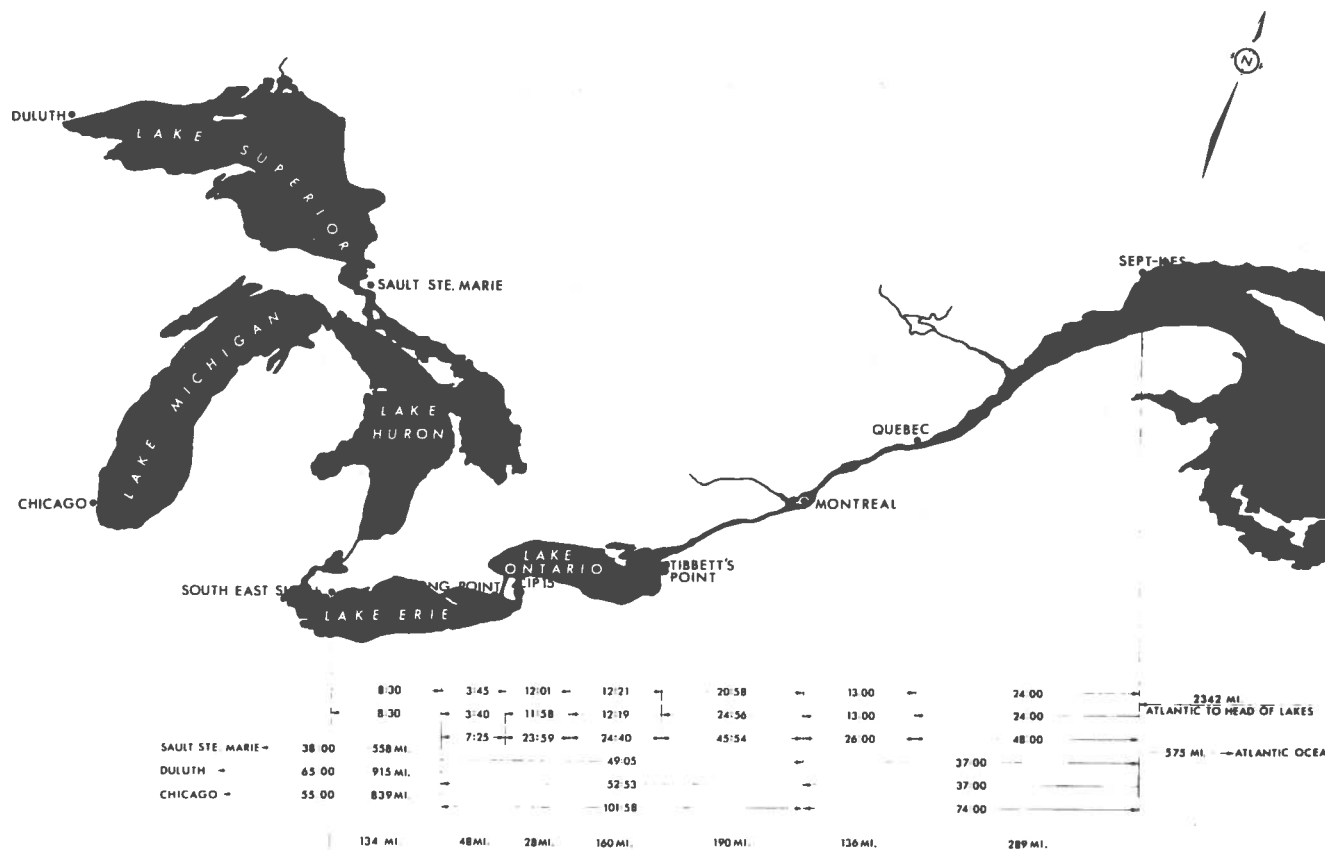 N
DULUTH
LAKE SUPERIOR
SEPT-ILES
SAULT STE. MARIE
LAKE MICHIGAN
LAKE
HURON
QUEBEC
CHICAGO
MONTREAL
LAKE
ONTARIO
TIBBETT'S
POINT
SOUTH EAST
POINT
LAKE ERIE
8:30 3:45 12:01 12:21 20:58 13:00 24:00
2342 MI.
ATLANTIC TO HEAD OF LAKES
8:30 3:40 11:58 12:19 24:56 13:00 24:00
7:25 23:59 24:40 45:54 26:00 48:00
SAULT STE. MARIE 38:00 558 MI.
575 MI. ATLANTIC OCEA
49:05 37:00
DULUTH 65:00 915 MI.
52:53 37:00
CHICAGO 55:00 839 MI.
101:58 74:00
134 MI. 48 MI. 28 MI. 160 MI. 190 MI. 136 MI. 289 MI.